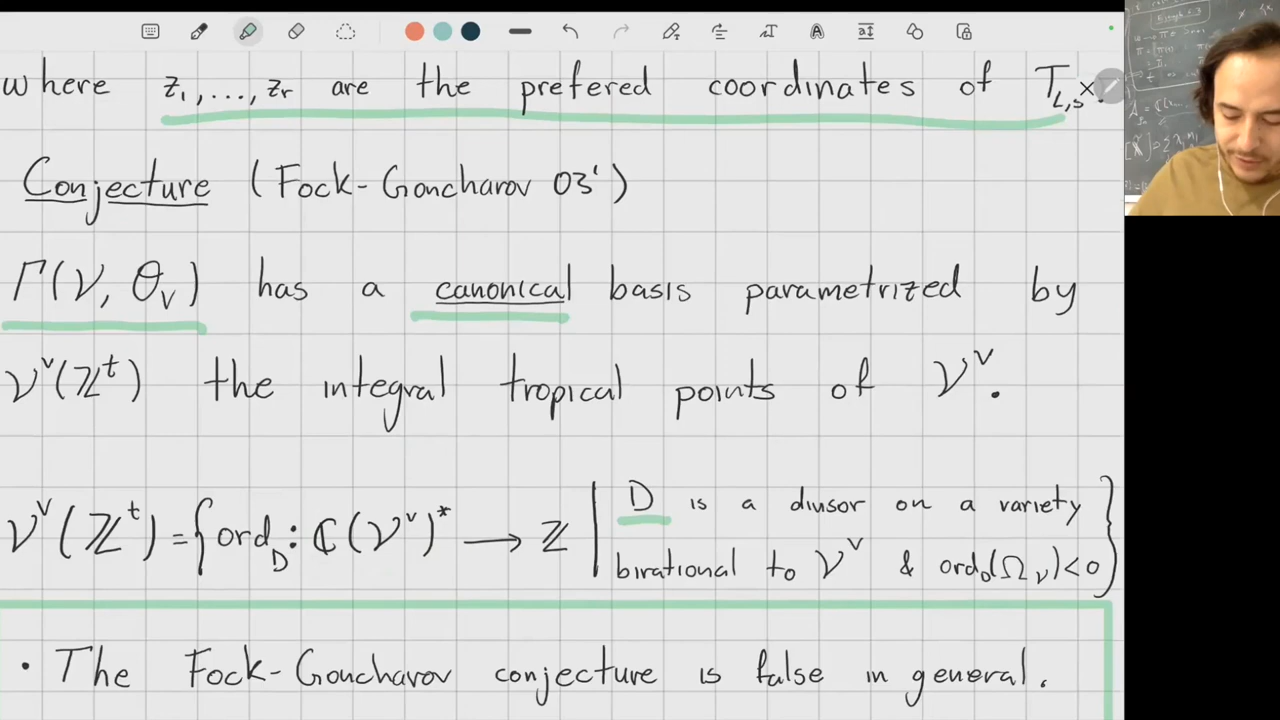 where z₁,...,zᵣ are the prefered coordinates of T_{L,s}×.
Conjecture (Fock-Goncharov 03')
Γ(V, O_V) has a canonical basis parametrized by
V^∨(ℤ^t) the integral tropical points of V^∨.
V^∨(ℤ^t) = { ord_D : ℂ(V^∨)^* → ℤ | D is a divisor on a variety
birational to V^∨ & ord_D(Ω_V)<0 }
• The Fock-Goncharov conjecture is false in general.